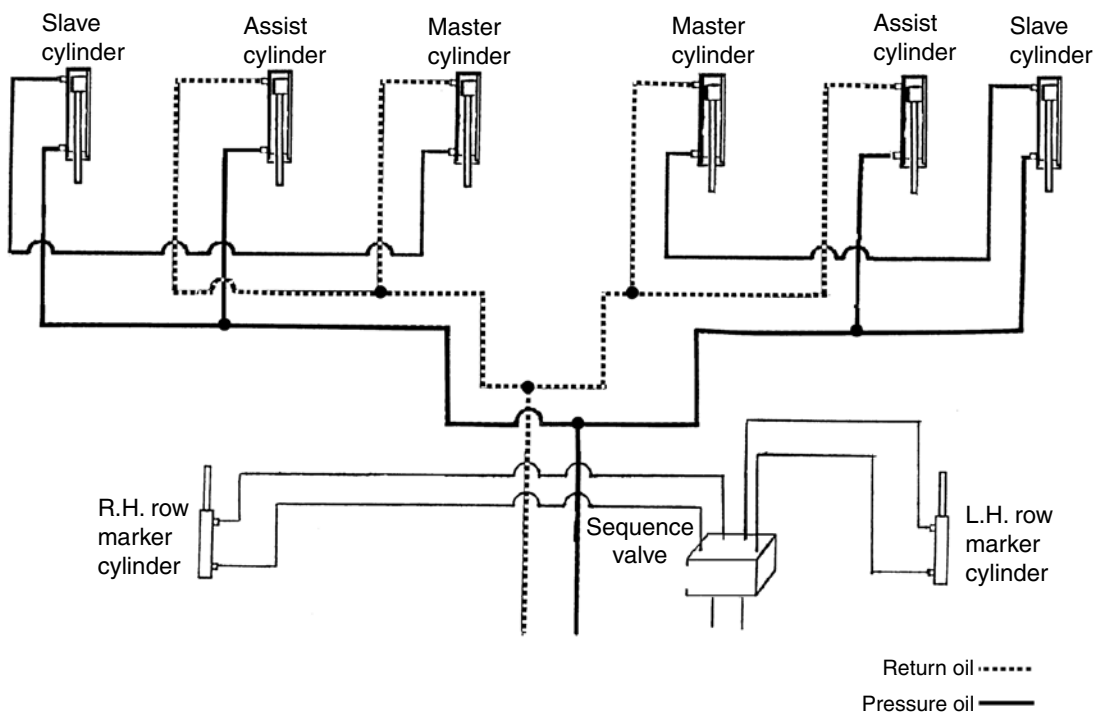 Slave
cylinder
Assist
cylinder
Master
cylinder
Master
cylinder
Assist
cylinder
Slave
cylinder
R.H. row
marker
cylinder
Sequence
valve
L.H. row
marker
cylinder
Return oil
Pressure oil